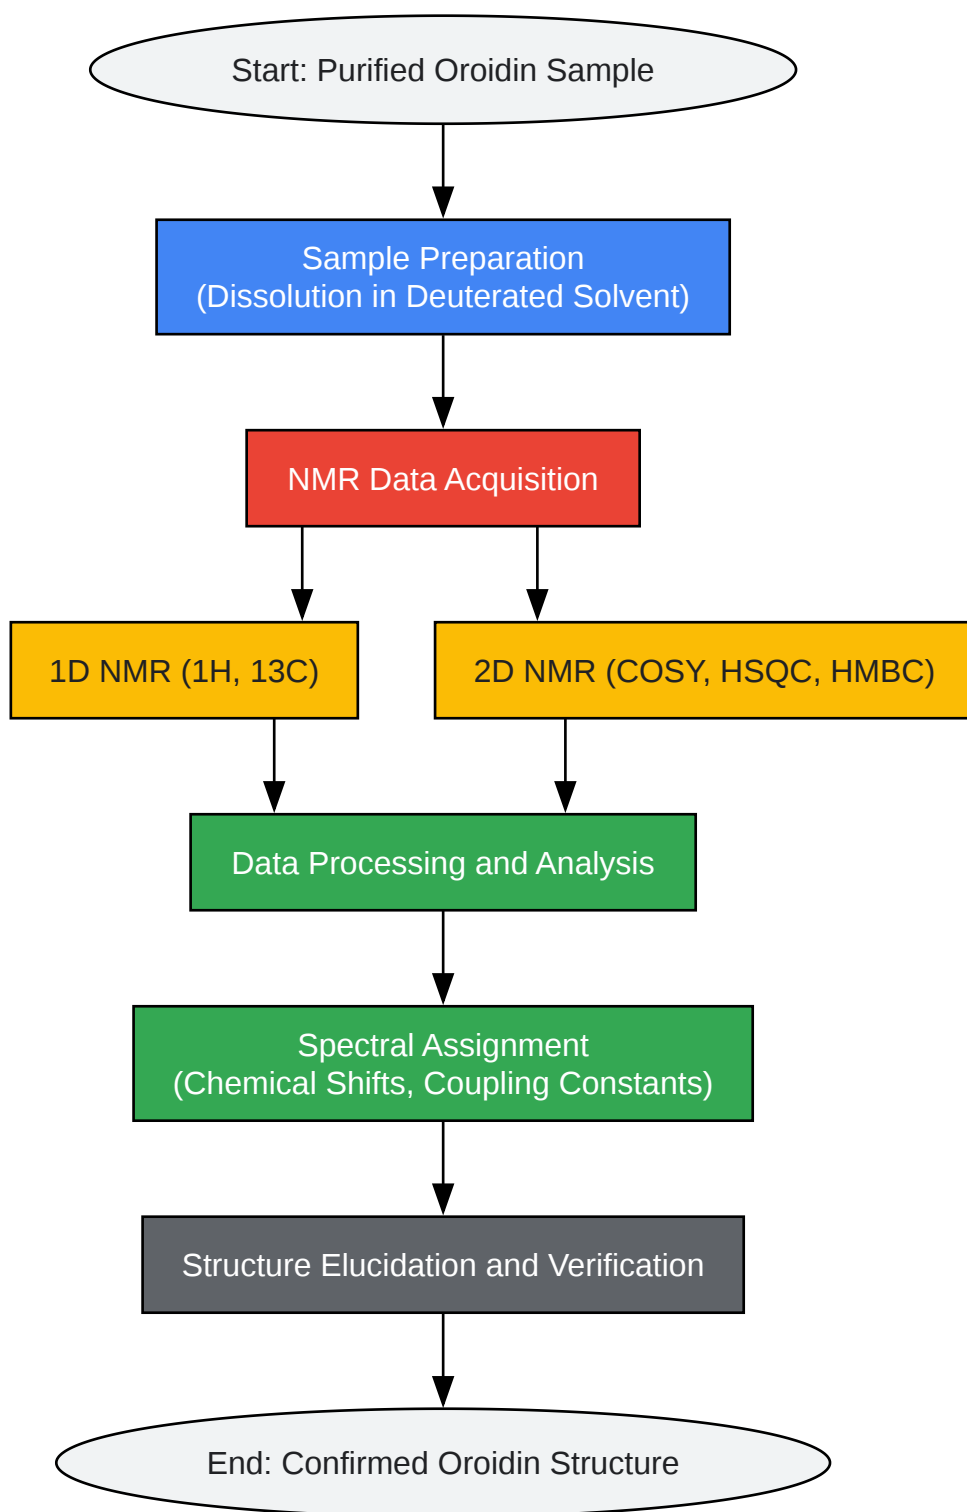 Start: Purified Oroidin Sample
Sample Preparation
(Dissolution in Deuterated Solvent)
NMR Data Acquisition
1D NMR (1H, 13C)
2D NMR (COSY, HSQC, HMBC)
Data Processing and Analysis
Spectral Assignment
(Chemical Shifts, Coupling Constants)
Structure Elucidation and Verification
End: Confirmed Oroidin Structure